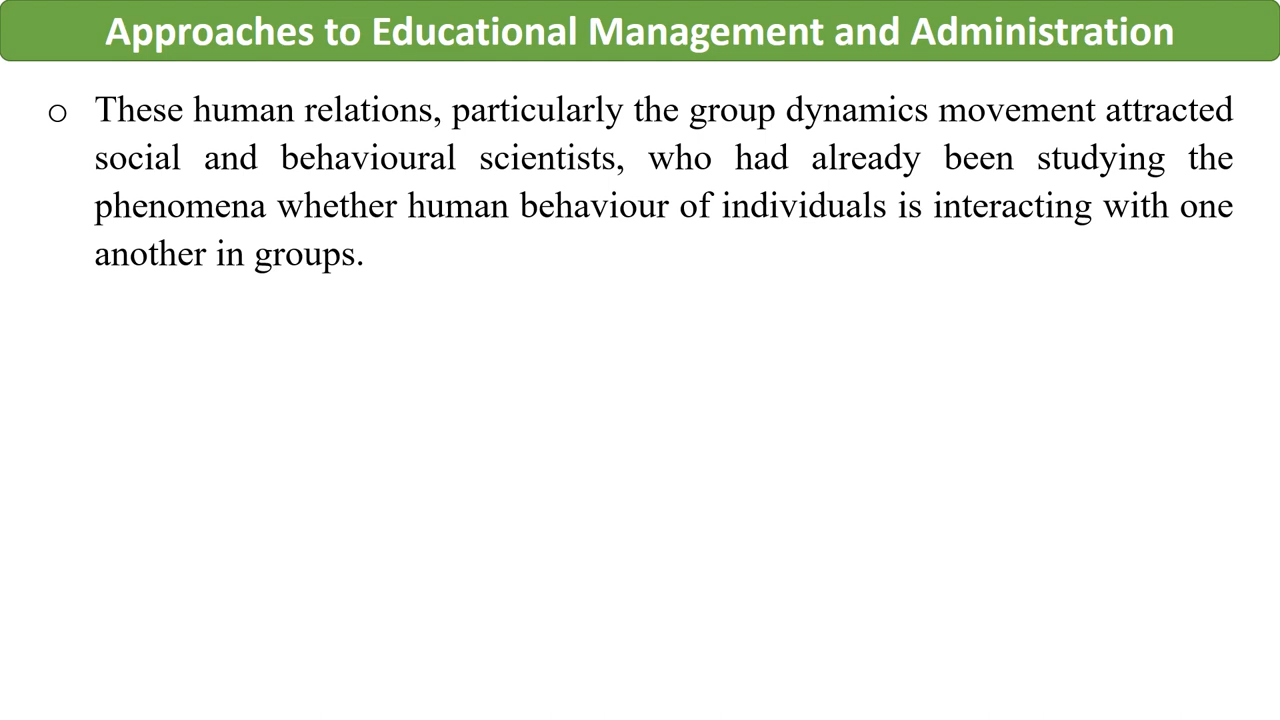 Approaches to Educational Management and Administration
o These human relations, particularly the group dynamics movement attracted
social and behavioural scientists, who had already been studying the
phenomena whether human behaviour of individuals is interacting with one
another in groups.